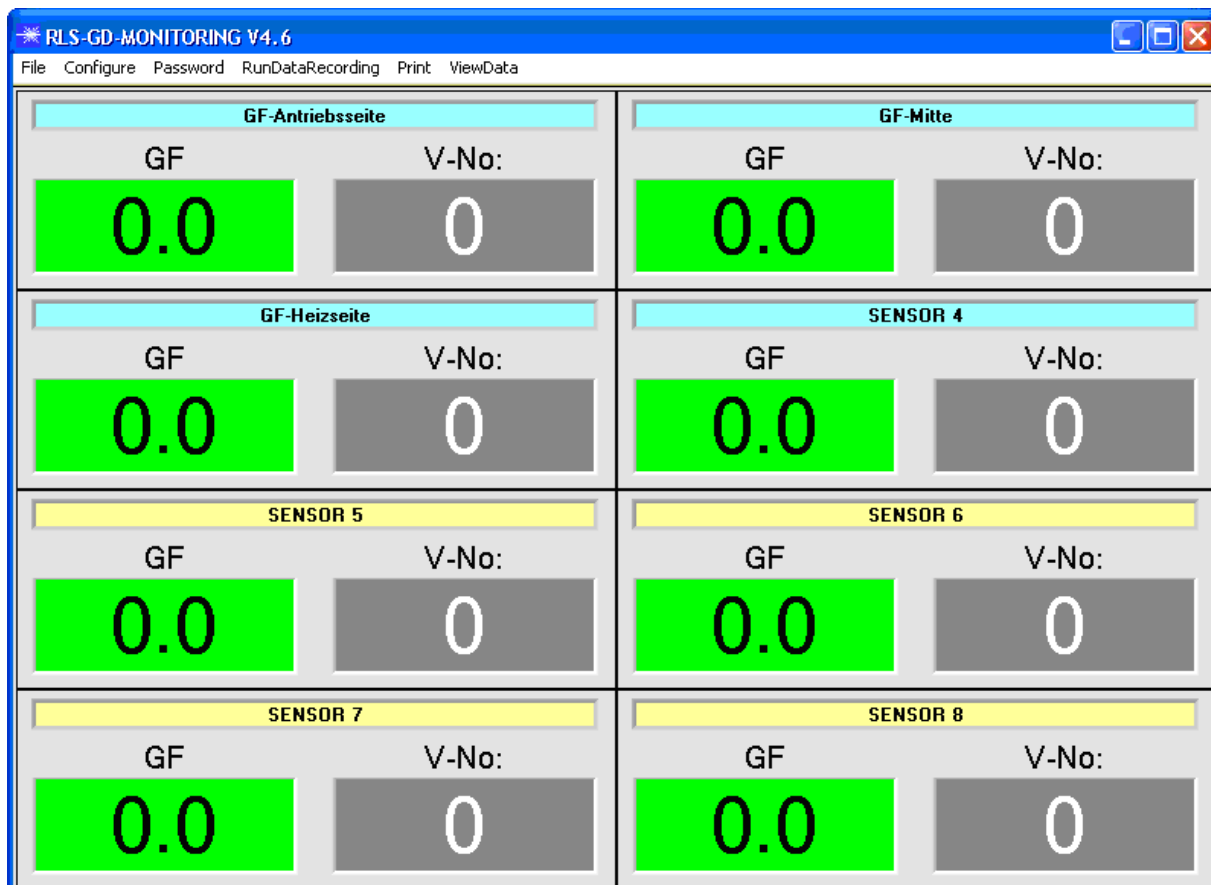 RLS-GD-MONITORING V4.6
File Configure Password RunDataRecording Print ViewData
GF-Antriebsseite
GF V-No:
0.0 0
GF-Mitte
GF V-No:
0.0 0
GF-Heizseite
GF V-No:
0.0 0
SENSOR 4
GF V-No:
0.0 0
SENSOR 5
GF V-No:
0.0 0
SENSOR 6
GF V-No:
0.0 0
SENSOR 7
GF V-No:
0.0 0
SENSOR 8
GF V-No:
0.0 0